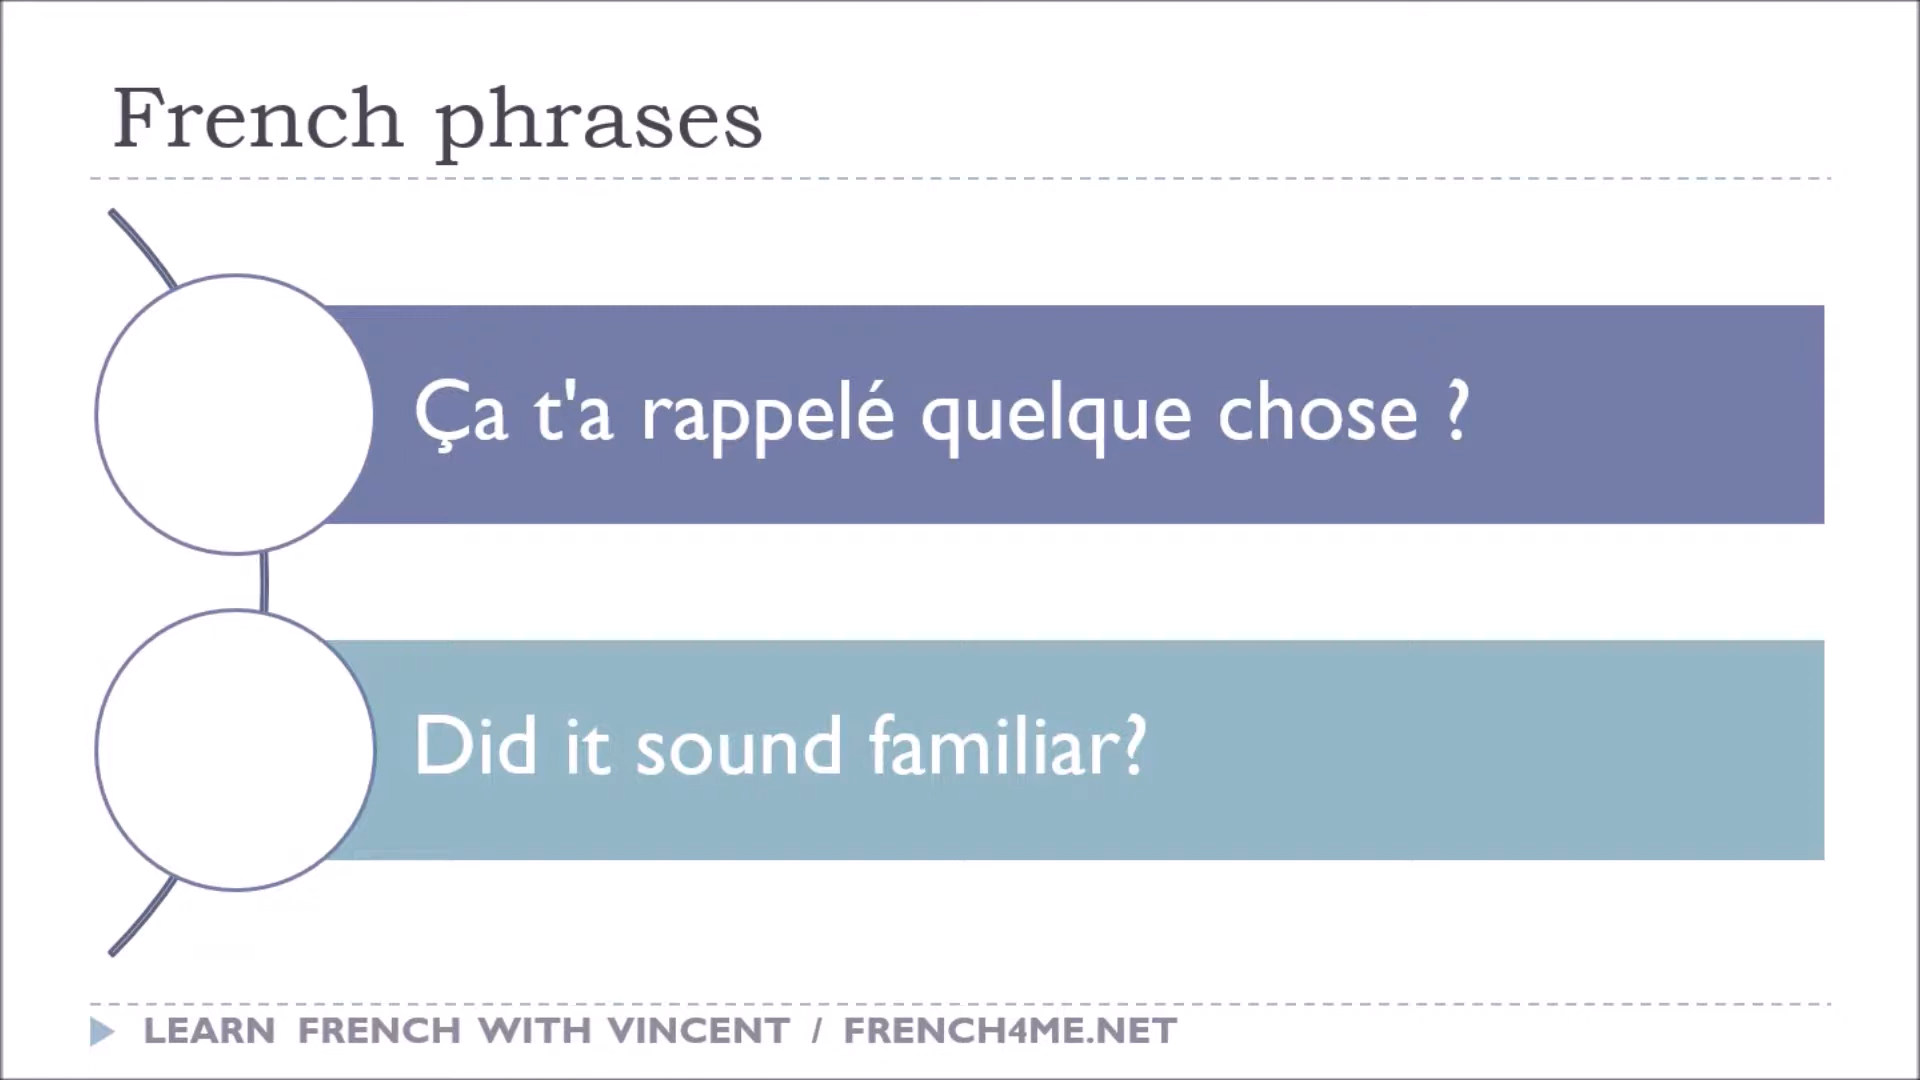 French phrases
Ça t'a rappelé quelque chose ?
Did it sound familiar?
LEARN FRENCH WITH VINCENT / FRENCH4ME.NET